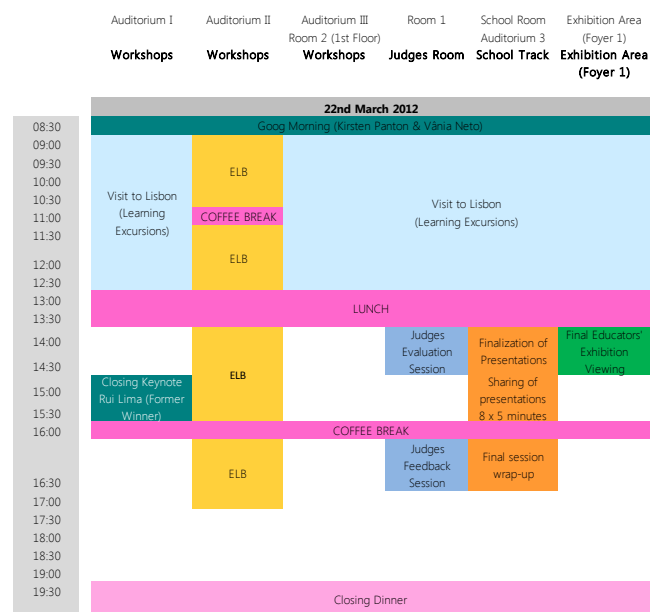 Auditorium I
Auditorium II
Auditorium III
Room 2 (1st Floor)
Room 1
School Room
Auditorium 3
Exhibition Area
(Foyer 1)
Workshops
Workshops
Workshops
Judges Room
School Track
Exhibition Area
(Foyer 1)
22nd March 2012
08:30
Goog Morning (Kirsten Panton & Vânia Neto)
09:00
09:30
10:00
10:30
11:00
11:30
12:00
12:30
Visit to Lisbon
(Learning
Excursions)
ELB
COFFEE BREAK
ELB
Visit to Lisbon
(Learning Excursions)
13:00
13:30
LUNCH
14:00
14:30
15:00
15:30
Closing Keynote
Rui Lima (Former
Winner)
ELB
Judges
Evaluation
Session
Finalization of
Presentations
Sharing of
presentations
8 x 5 minutes
Final Educators'
Exhibition
Viewing
16:00
COFFEE BREAK
16:30
17:00
ELB
Judges
Feedback
Session
Final session
wrap-up
17:30
18:00
18:30
19:00
19:30
Closing Dinner